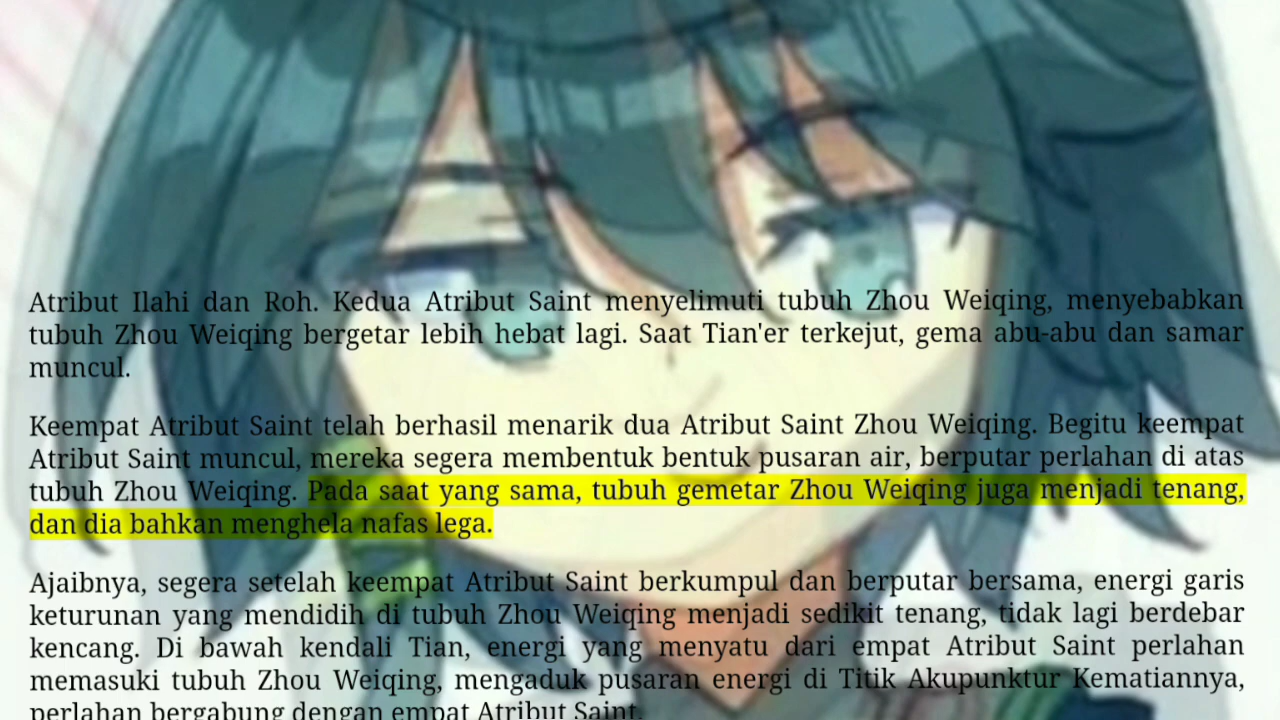 Atribut Ilahi dan Roh. Kedua Atribut Saint menyelimuti tubuh Zhou Weiqing, menyebabkan
tubuh Zhou Weiqing bergetar lebih hebat lagi. Saat Tian'er terkejut, gema abu-abu dan samar
muncul.
Keempat Atribut Saint telah berhasil menarik dua Atribut Saint Zhou Weiqing. Begitu keempat
Atribut Saint muncul, mereka segera membentuk bentuk pusaran air, berputar perlahan di atas
tubuh Zhou Weiqing. Pada saat yang sama, tubuh gemetar Zhou Weiqing juga menjadi tenang,
dan dia bahkan menghela nafas lega.
Ajaibnya, segera setelah keempat Atribut Saint berkumpul dan berputar bersama, energi garis
keturunan yang mendidih di tubuh Zhou Weiqing menjadi sedikit tenang, tidak lagi berdebar
kencang. Di bawah kendali Tian, energi yang menyatu dari empat Atribut Saint perlahan
memasuki tubuh Zhou Weiqing, mengaduk pusaran energi di Titik Akupunktur Kematiannya,
perlahan bergabung dengan empat Atribut Saint.